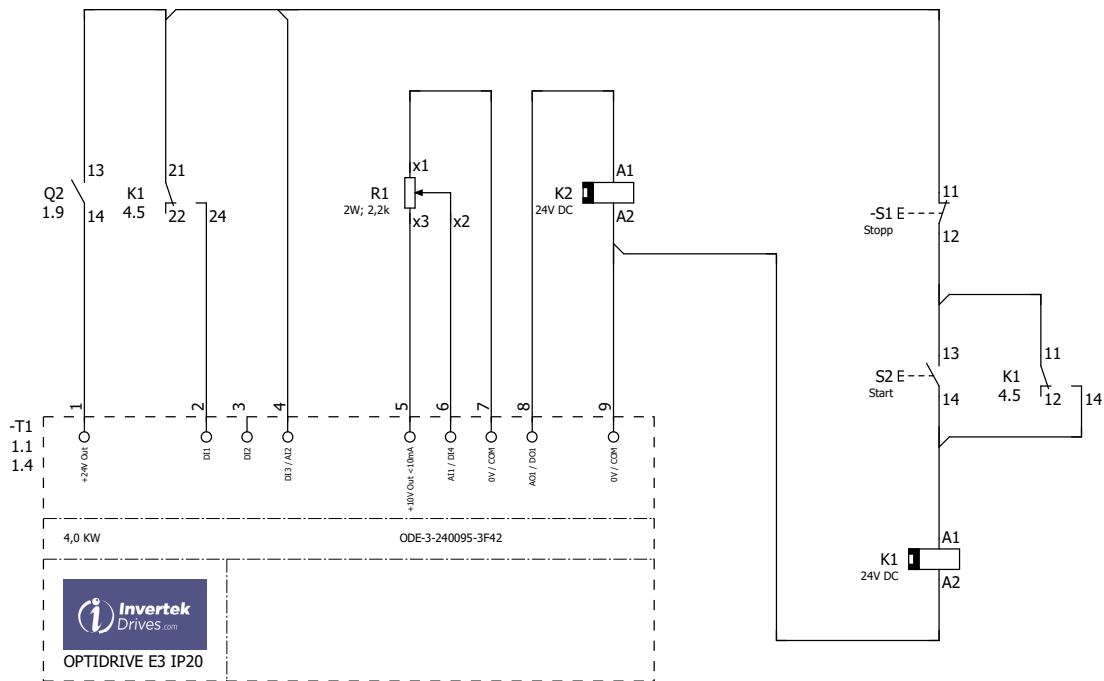 13
21
Q2
K1
1.9
4.5
14
22
24
x1
R1
2W; 2,2k
x3
x2
A1
K2
24V DC
A2
11
-S1 E
Stopp
12
13
11
S2 E
Start
K1
4.5
14
12
14
-T1
1.1
1.4
1
2
3
4
5
6
7
8
9
+24V Out
DI1
DI2
DI3 / AI2
+10V Out <10mA
AI1 / DI4
0V / COM
AO1 / DO1
0V / COM
4,0 KW
ODE-3-240095-3F42
A1
K1
24V DC
A2
i Invertek
Drives.com
OPTIDRIVE E3 IP20